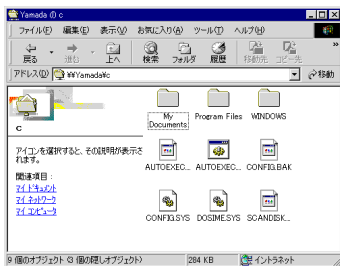 Yamada の c
ファイル(F) 編集(E) 表示(V) お気に入り(A) ツール(T) ヘルプ(H)
戻る 進む 上へ 検索 フォルダ 履歴 移動先 コピー先 »
アドレス(D) ¥¥Yamada¥c 移動
c
アイコンを選択すると、その説明が表示されます。
関連項目:
マイ ドキュメント
マイ ネットワーク
マイ コンピュータ
My Documents
Program Files
WINDOWS
AUTOEXEC...
AUTOEXEC...
CONFIG.BAK
CONFIG.SYS
DOSIME.SYS
SCANDISK...
9 個のオブジェクト (3 個の隠しオブジェクト) 284 KB イントラネット